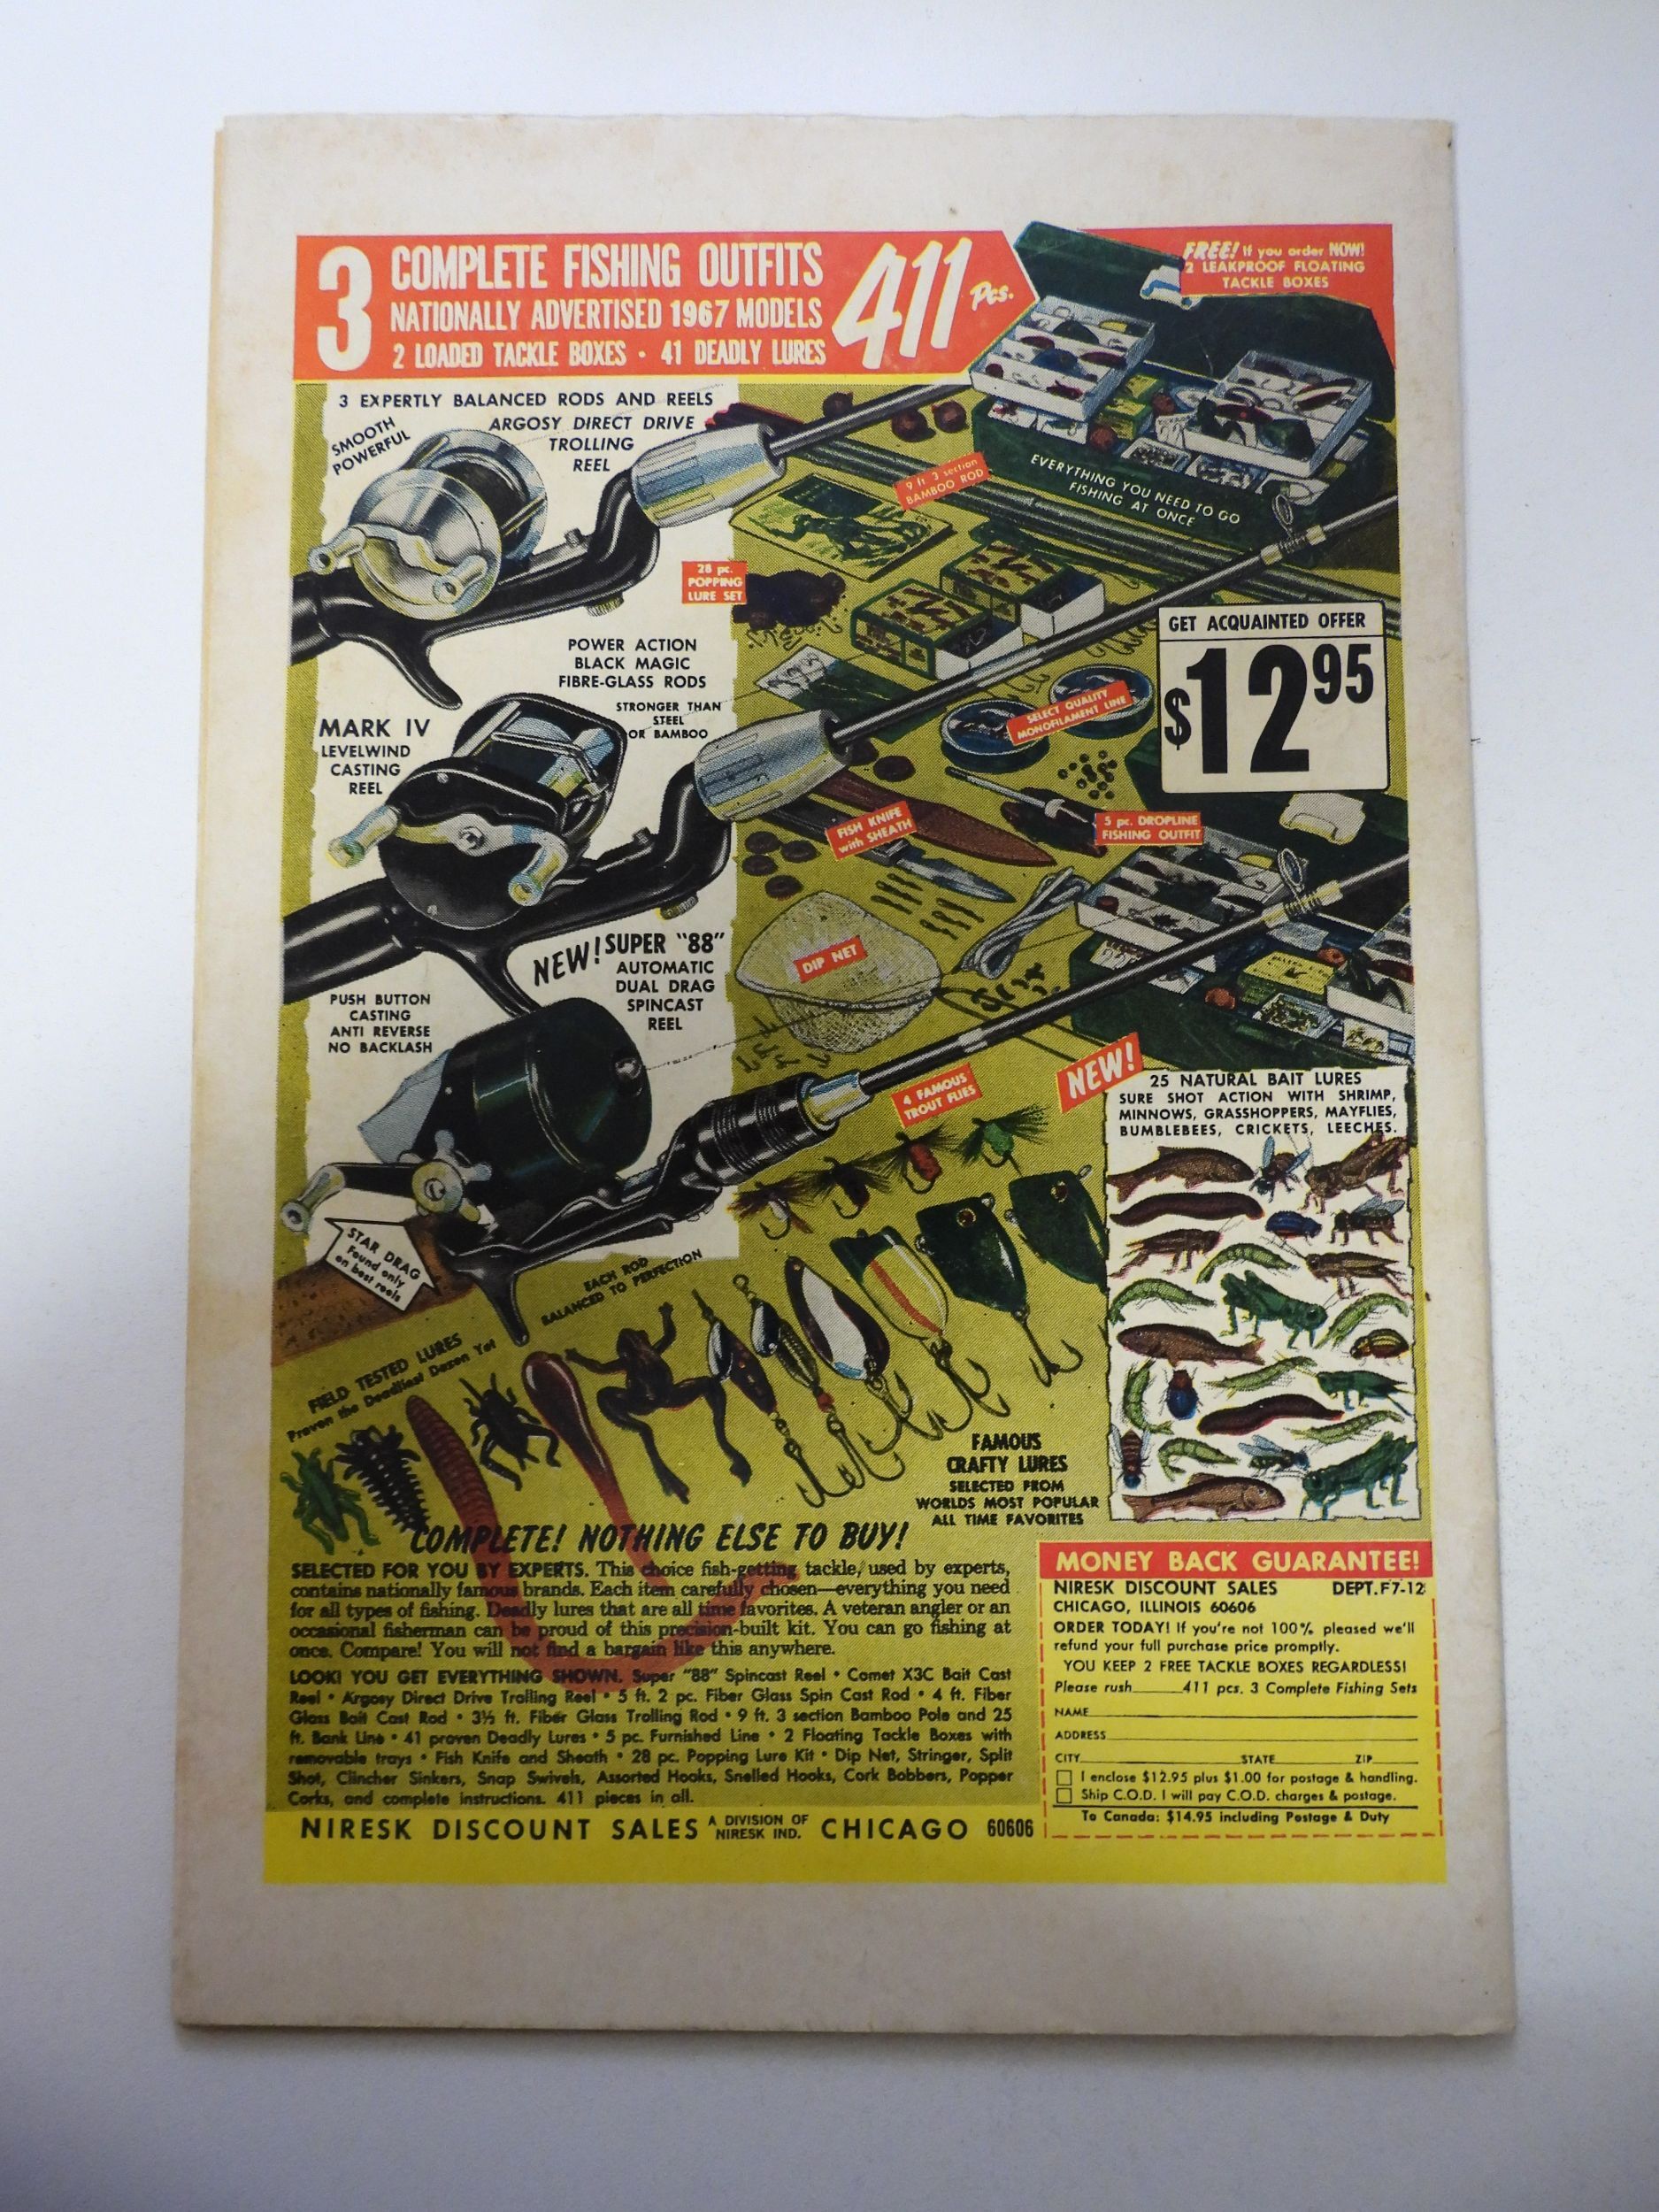 3 COMPLETE FISHING OUTFITS
NATIONALLY ADVERTISED 1967 MODELS
2 LOADED TACKLE BOXES • 41 DEADLY LURES
411 Pcs.
FREE! If you order NOW!
2 LEAKPROOF FLOATING
TACKLE BOXES
3 EXPERTLY BALANCED RODS AND REELS
SMOOTH
POWERFUL
ARGOSY DIRECT DRIVE
TROLLING
REEL
9 ft 3 section
BAMBOO ROD
EVERYTHING YOU NEED TO GO
FISHING AT ONCE
28 pc.
POPPING
LURE SET
GET ACQUAINTED OFFER
$12 95
POWER ACTION
BLACK MAGIC
FIBRE-GLASS RODS
STRONGER THAN
STEEL
OR BAMBOO
SELECT QUALITY
MONOFILAMENT LINE
MARK IV
LEVELWIND
CASTING
REEL
FISH KNIFE
with SHEATH
5 pc. DROPLINE
FISHING OUTFIT
DIP NET
NEW! SUPER "88"
AUTOMATIC
DUAL DRAG
SPINCAST
REEL
PUSH BUTTON
CASTING
ANTI REVERSE
NO BACKLASH
4 FAMOUS
TROUT FLIES
NEW!
25 NATURAL BAIT LURES
SURE SHOT ACTION WITH SHRIMP,
MINNOWS, GRASSHOPPERS, MAYFLIES,
BUMBLEBEES, CRICKETS, LEECHES.
STAR DRAG
Found only
on best reels
EACH ROD
BALANCED TO PERFECTION
FIELD TESTED LURES
Proven the Deadliest Dozen Yet
FAMOUS
CRAFTY LURES
SELECTED FROM
WORLDS MOST POPULAR
ALL TIME FAVORITES
COMPLETE! NOTHING ELSE TO BUY!
SELECTED FOR YOU BY EXPERTS. This choice fish-getting tackle, used by experts,
contains nationally famous brands. Each item carefully chosen—everything you need
for all types of fishing. Deadly lures that are all time favorites. A veteran angler or an
occasional fisherman can be proud of this precision-built kit. You can go fishing at
once. Compare! You will not find a bargain like this anywhere.
LOOK! YOU GET EVERYTHING SHOWN. Super "88" Spincast Reel • Comet X3C Bait Cast
Reel • Argosy Direct Drive Trolling Reel • 5 ft. 2 pc. Fiber Glass Spin Cast Rod • 4 ft. Fiber
Glass Bait Cast Rod • 3½ ft. Fiber Glass Trolling Rod • 9 ft. 3 section Bamboo Pole and 25
ft. Bank Line • 41 proven Deadly Lures • 5 pc. Furnished Line • 2 Floating Tackle Boxes with
removable trays • Fish Knife and Sheath • 28 pc. Popping Lure Kit • Dip Net, Stringer, Split
Shot, Clincher Sinkers, Snap Swivels, Assorted Hooks, Snelled Hooks, Cork Bobbers, Popper
Corks, and complete instructions. 411 pieces in all.
NIRESK DISCOUNT SALES A DIVISION OF NIRESK IND. CHICAGO 60606
MONEY BACK GUARANTEE!
NIRESK DISCOUNT SALES DEPT. F7-12
CHICAGO, ILLINOIS 60606
ORDER TODAY! If you're not 100% pleased we'll
refund your full purchase price promptly.
YOU KEEP 2 FREE TACKLE BOXES REGARDLESS!
Please rush______411 pcs. 3 Complete Fishing Sets
NAME
ADDRESS
CITY STATE ZIP
I enclose $12.95 plus $1.00 for postage & handling.
Ship C.O.D. I will pay C.O.D. charges & postage.
To Canada: $14.95 including Postage & Duty